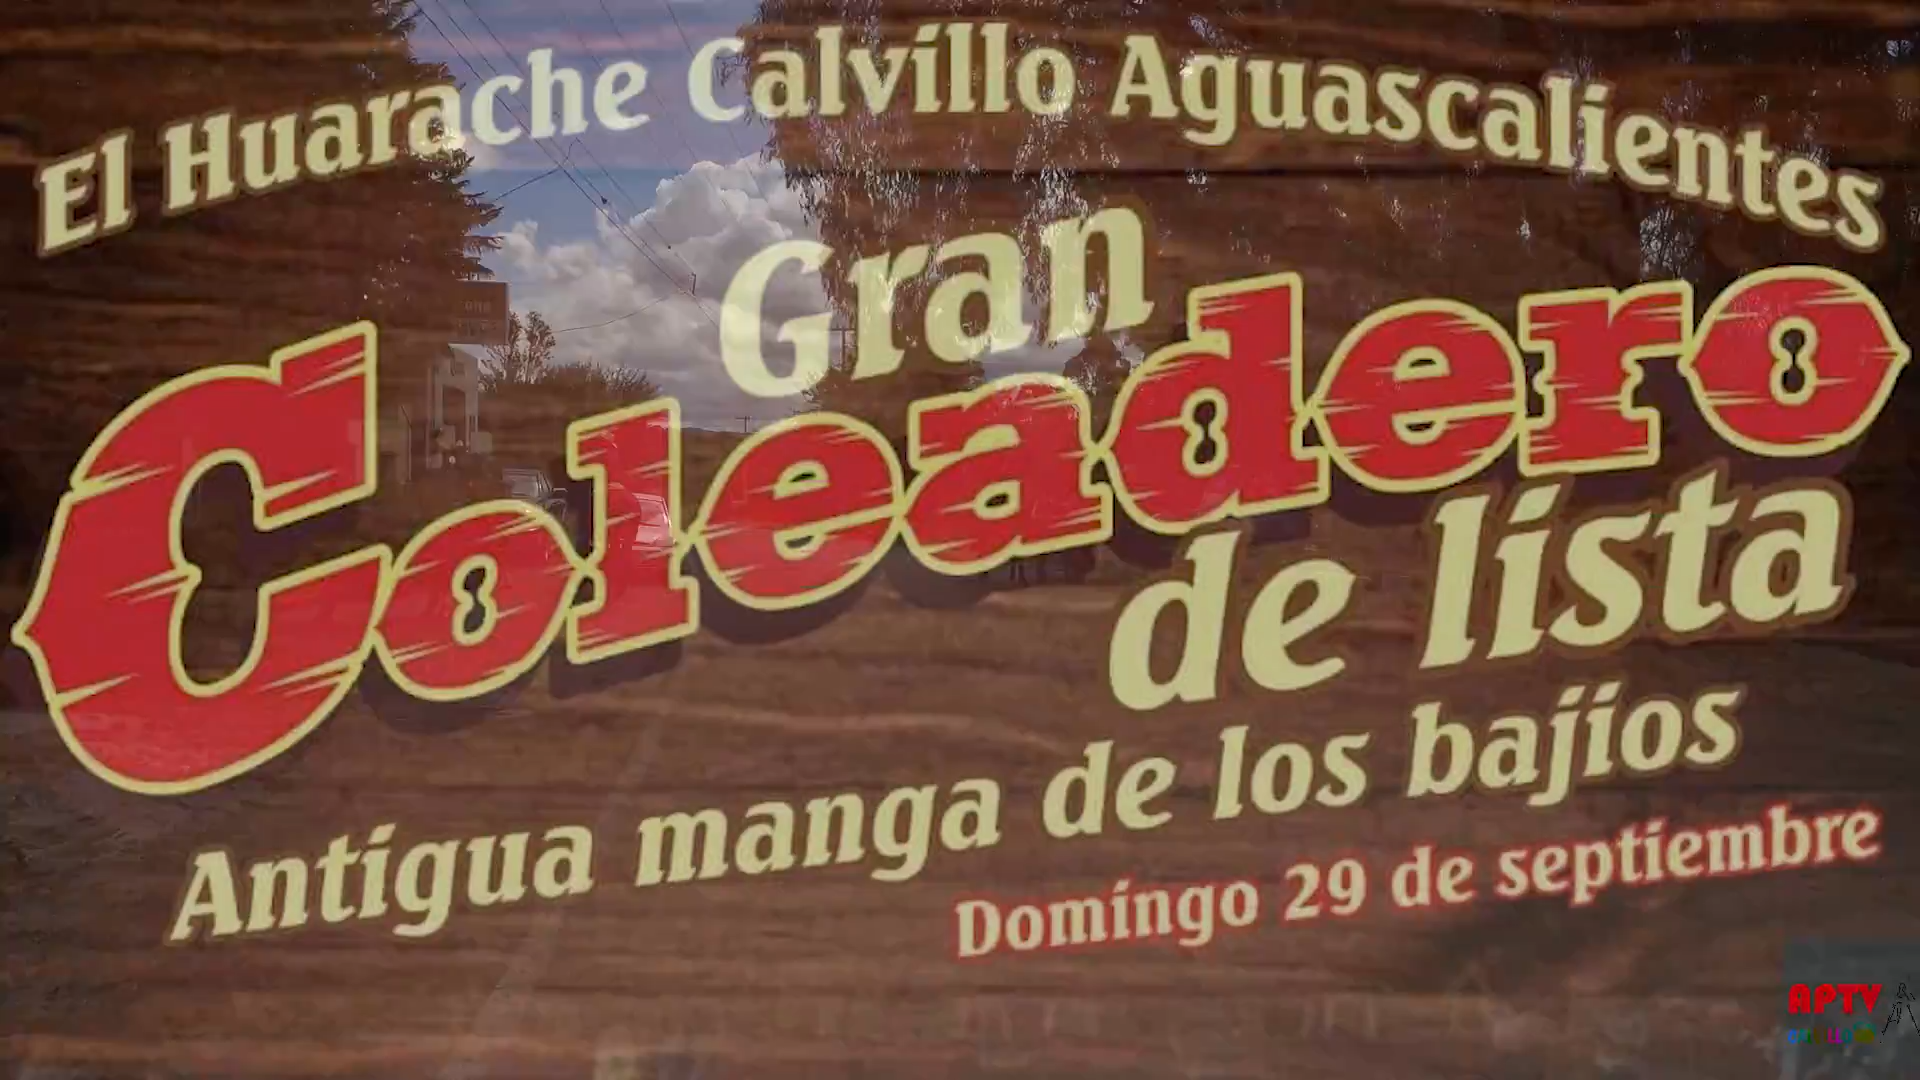 El Huarache Calvillo Aguascalientes
Gran
Coleadero
de lista
Antigua manga de los bajios
Domingo 29 de septiembre
APTV